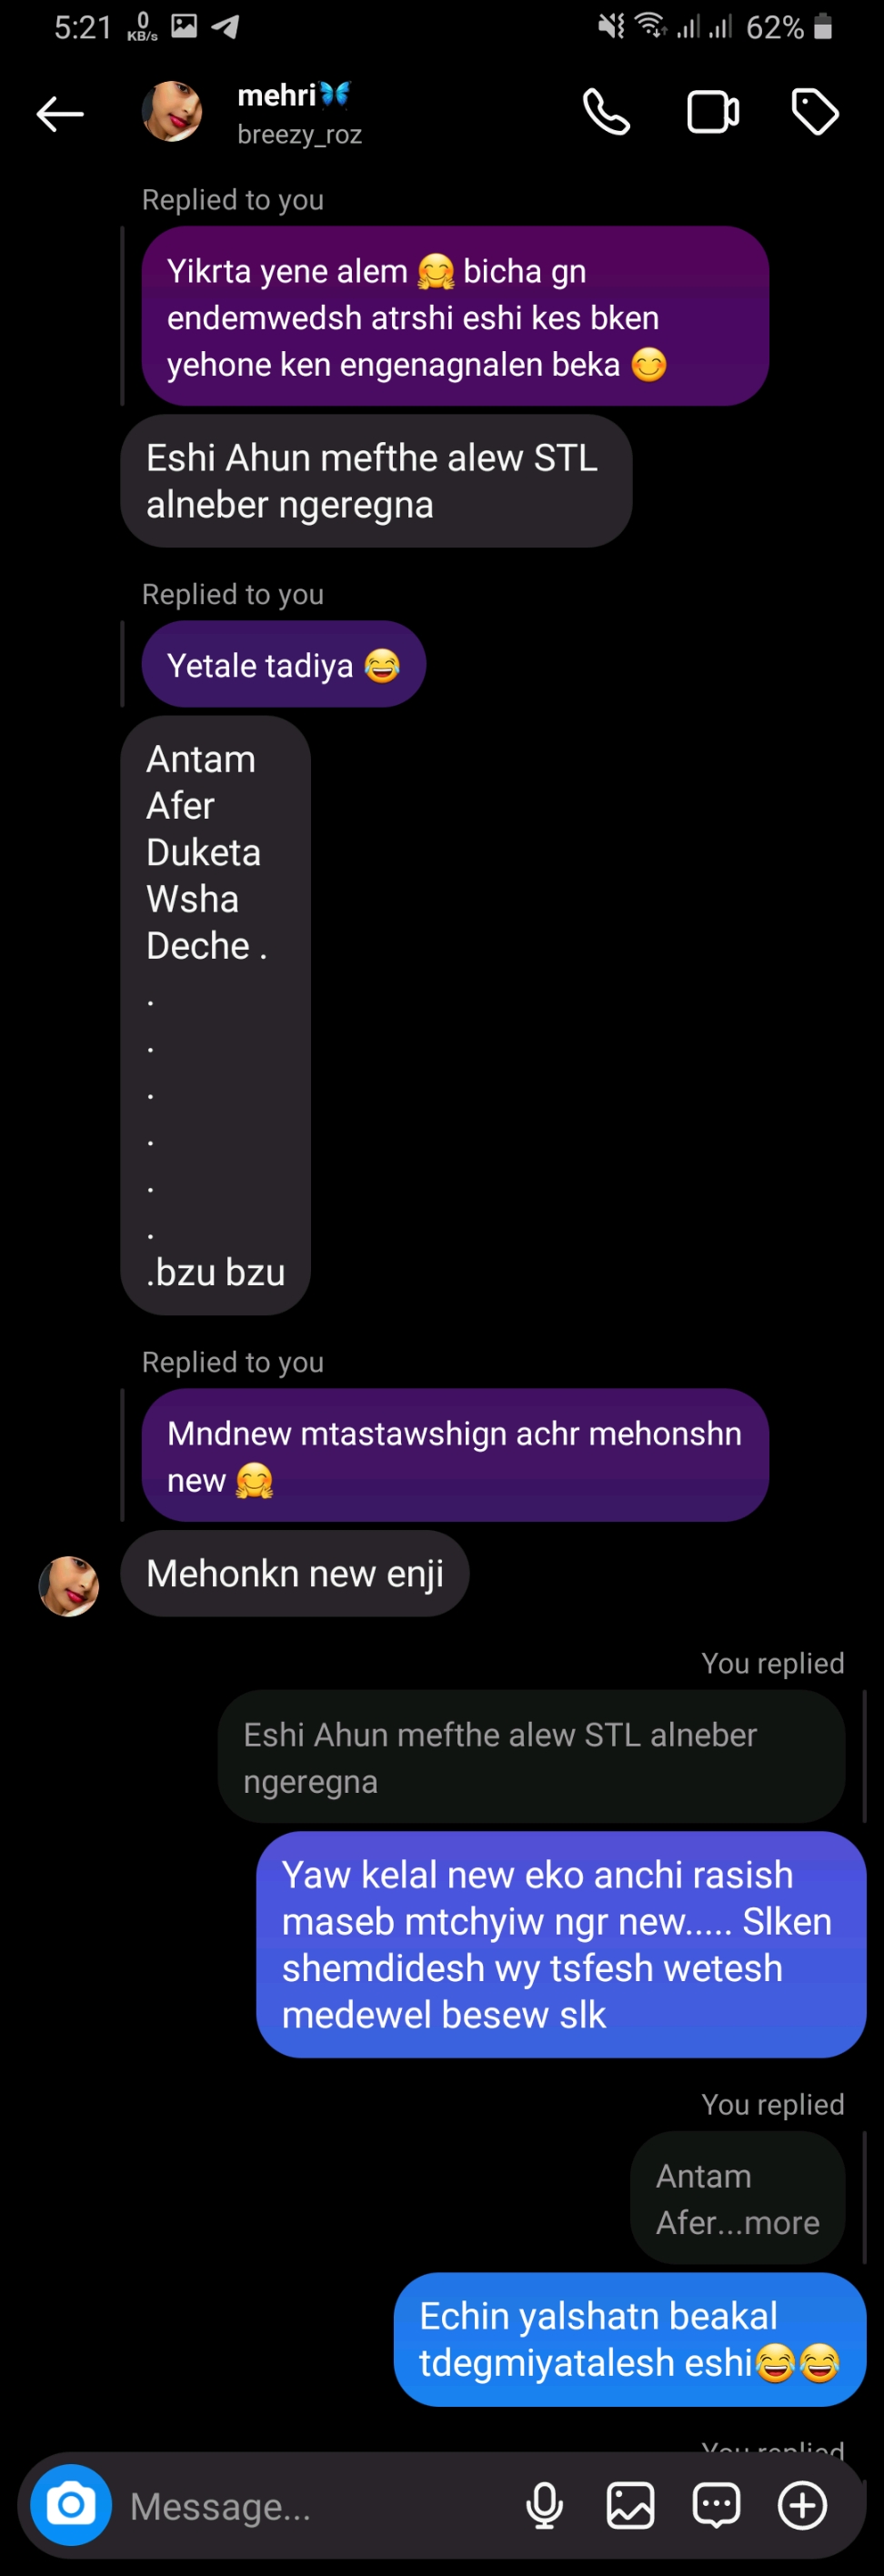 5:21 0 KB/s 62%
mehri🦋
breezy_roz
Replied to you
Yikrta yene alem 🤗 bicha gn
endemwedsh atrshi eshi kes bken
yehone ken engenagnalen beka 😊
Eshi Ahun mefthe alew STL
alneber ngeregna
Replied to you
Yetale tadiya 😂
Antam
Afer
Duketa
Wsha
Deche .
.
.
.
.
.
.
.bzu bzu
Replied to you
Mndnew mtastawshign achr mehonshn
new 🤗
Mehonkn new enji
You replied
Eshi Ahun mefthe alew STL alneber
ngeregna
Yaw kelal new eko anchi rasish
maseb mtchyiw ngr new..... Slken
shemdidesh wy tsfesh wetesh
medewel besew slk
You replied
Antam
Afer...more
Echin yalshatn beakal
tdegmiyatalesh eshi😂😂
You replied
Message...